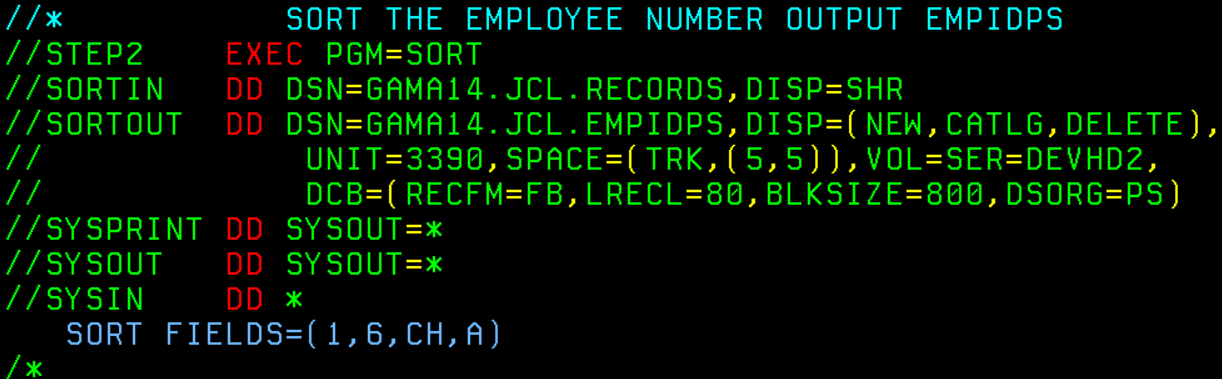 //*            SORT THE EMPLOYEE NUMBER OUTPUT EMPIDPS
//STEP2    EXEC PGM=SORT
//SORTIN   DD DSN=GAMA14.JCL.RECORDS,DISP=SHR
//SORTOUT  DD DSN=GAMA14.JCL.EMPIDPS,DISP=(NEW,CATLG,DELETE),
//             UNIT=3390,SPACE=(TRK,(5,5)),VOL=SER=DEVHD2,
//             DCB=(RECFM=FB,LRECL=80,BLKSIZE=800,DSORG=PS)
//SYSPRINT DD SYSOUT=*
//SYSOUT   DD SYSOUT=*
//SYSIN    DD *
   SORT FIELDS=(1,6,CH,A)
/*